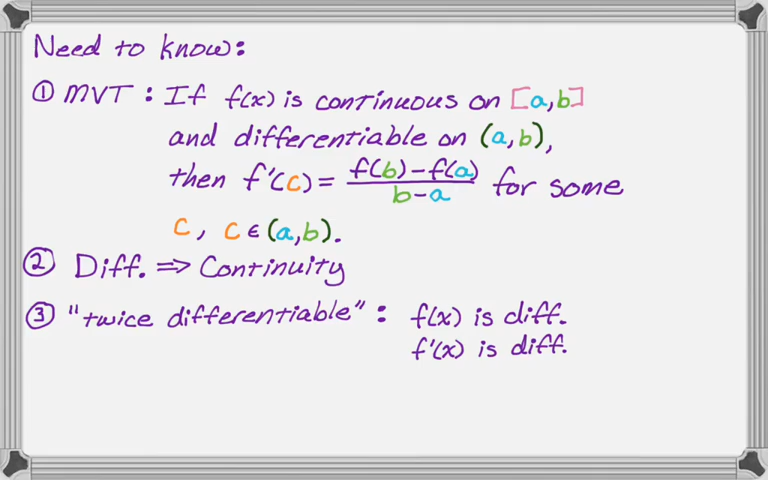 Need to know:
① MVT : If f(x) is continuous on [a,b]
and differentiable on (a,b),
then f'(c) = f(b)-f(a) / b-a for some
c, c ∈ (a,b).
② Diff. ⇒ Continuity
③ "twice differentiable" : f(x) is diff.
f'(x) is diff.